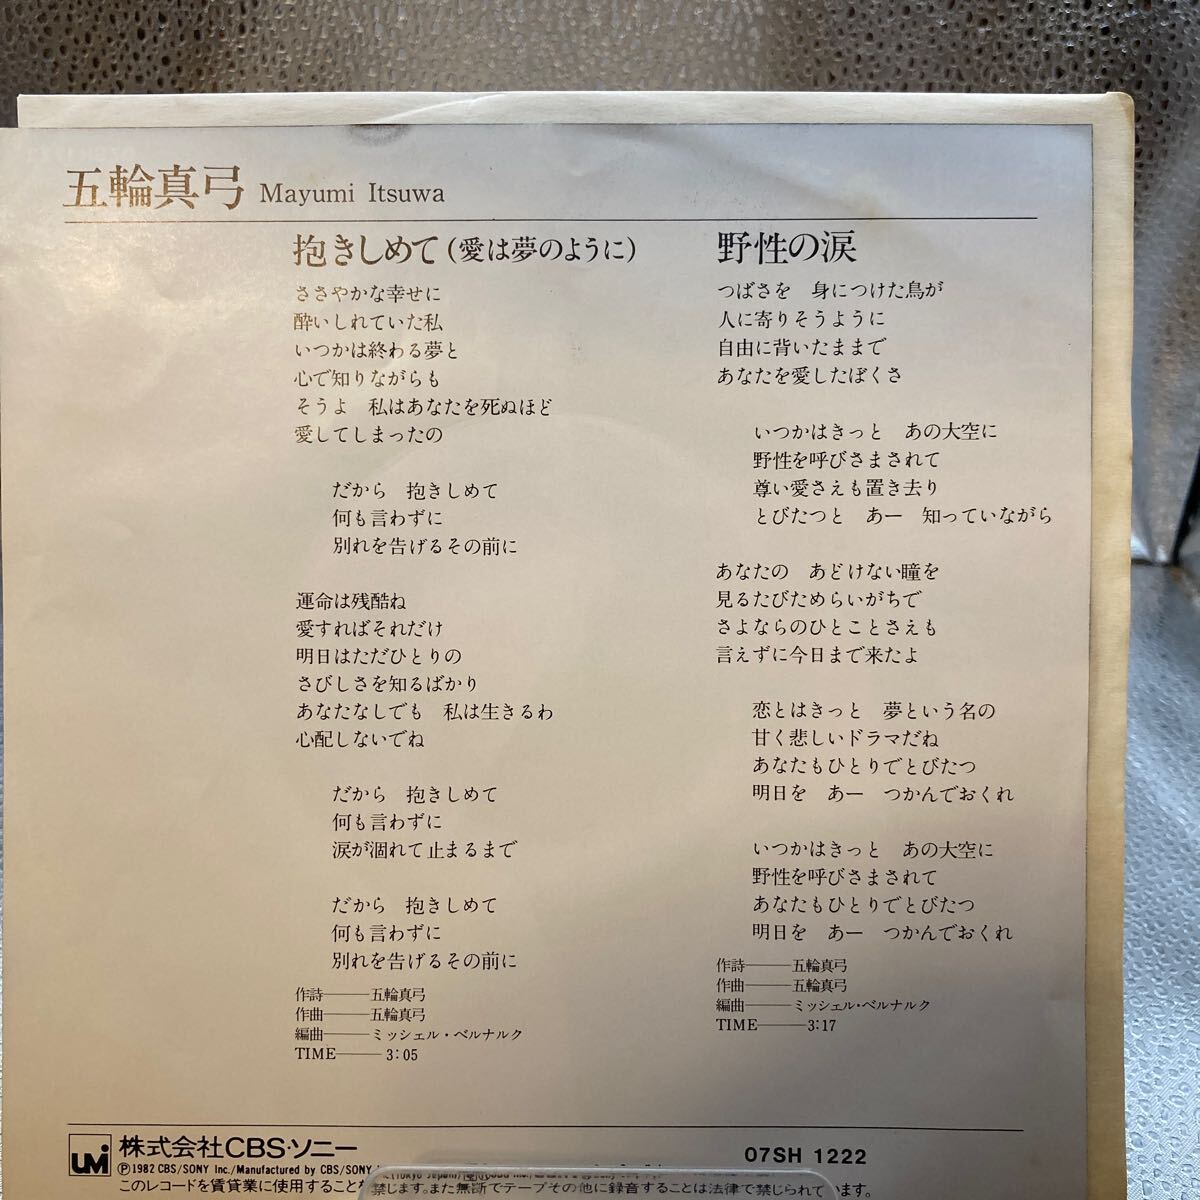 五輪真弓 Mayumi Itsuwa
抱きしめて(愛は夢のように)
ささやかな幸せに
酔いしれていた私
いつかは終わる夢と
心で知りながらも
そうよ　私はあなたを死ぬほど
愛してしまったの
だから　抱きしめて
何も言わずに
別れを告げるその前に
運命は残酷ね
愛すればそれだけ
明日はただひとりの
さびしさを知るばかり
あなたなしでも　私は生きるわ
心配しないでね
だから　抱きしめて
何も言わずに
涙が涸れて止まるまで
だから　抱きしめて
何も言わずに
別れを告げるその前に
作詩――五輪真弓
作曲――五輪真弓
編曲――ミッシェル・ベルナルク
TIME――3:05
野性の涙
つばさを　身につけた鳥が
人に寄りそうように
自由に背いたままで
あなたを愛したぼくさ
いつかはきっと　あの大空に
野性を呼びさまされて
尊い愛さえも置き去り
とびたつと　あー　知っていながら
あなたの　あどけない瞳を
見るたびためらいがちで
さよならのひとことさえも
言えずに今日まで来たよ
恋とはきっと　夢という名の
甘く悲しいドラマだね
あなたもひとりでとびたつ
明日を　あー　つかんでおくれ
いつかはきっと　あの大空に
野性を呼びさまされて
あなたもひとりでとびたつ
明日を　あー　つかんでおくれ
作詩――五輪真弓
作曲――五輪真弓
編曲――ミッシェル・ベルナルク
TIME――3:17
株式会社CBS・ソニー
℗1982 CBS/SONY Inc./Manufactured by CBS/SONY
07SH 1222
このレコードを賃貸業に使用することを禁じます。また無断でテープその他に録音することは法律で禁じられています。